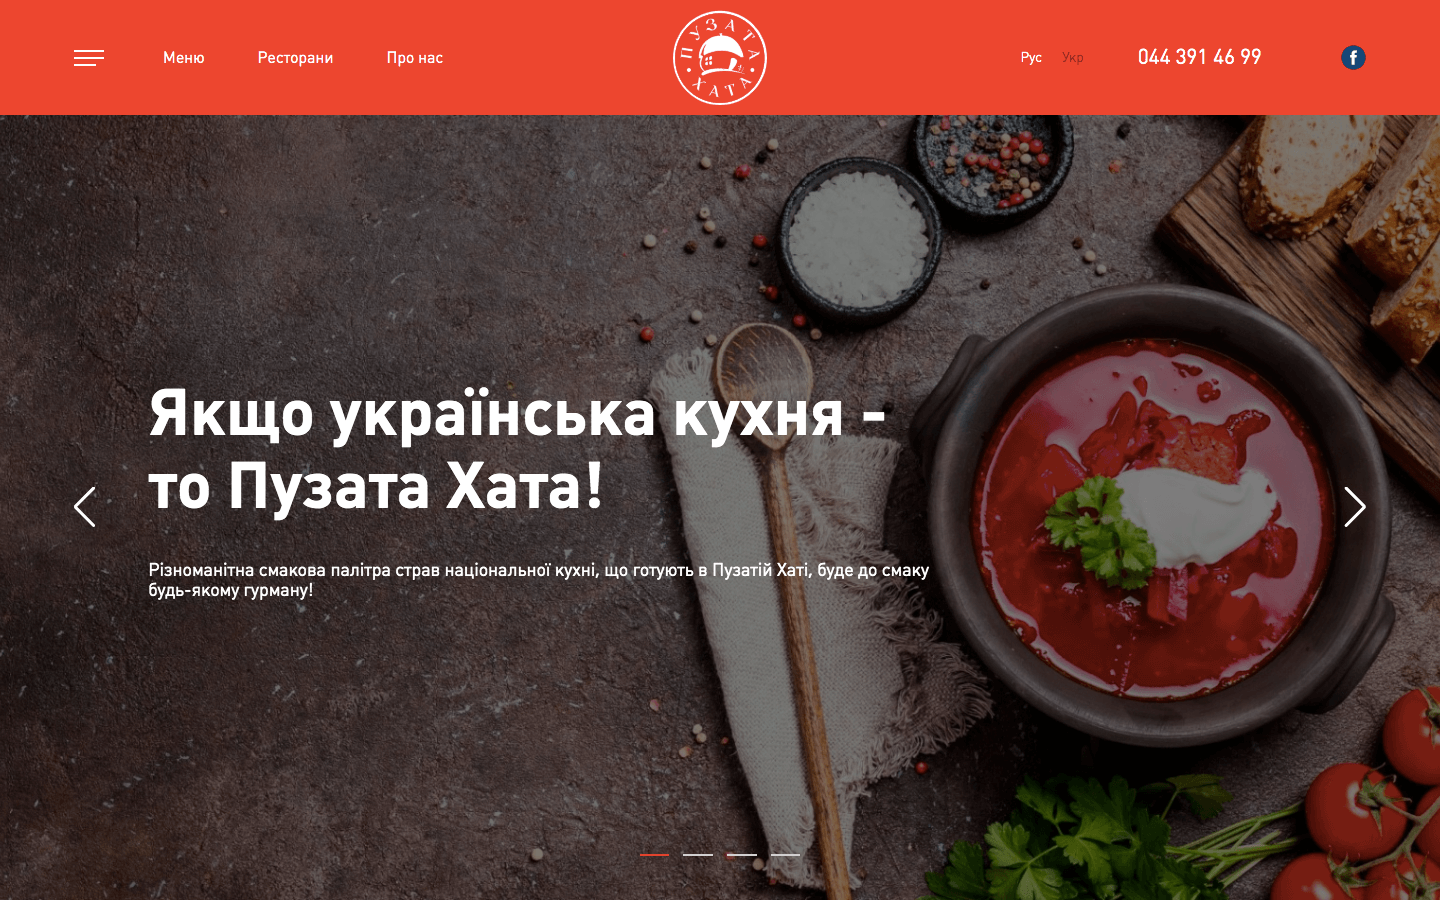 Меню
Ресторани
Про нас
ПУЗАТА
ХАТА
Рус
Укр
044 391 46 99
f
Якщо українська кухня -
то Пузата Хата!
Різноманітна смакова палітра страв національної кухні, що готують в Пузатій Хаті, буде до смаку
будь-якому гурману!